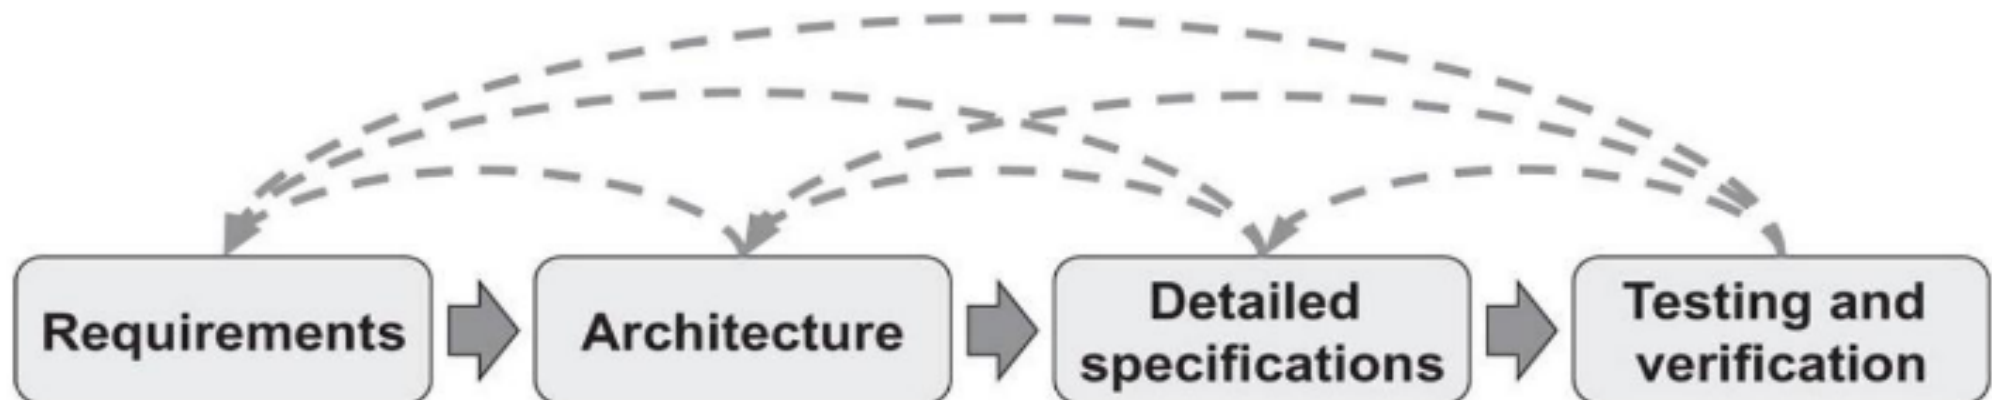 Requirements
Architecture
Detailed
specifications
Testing and
verification